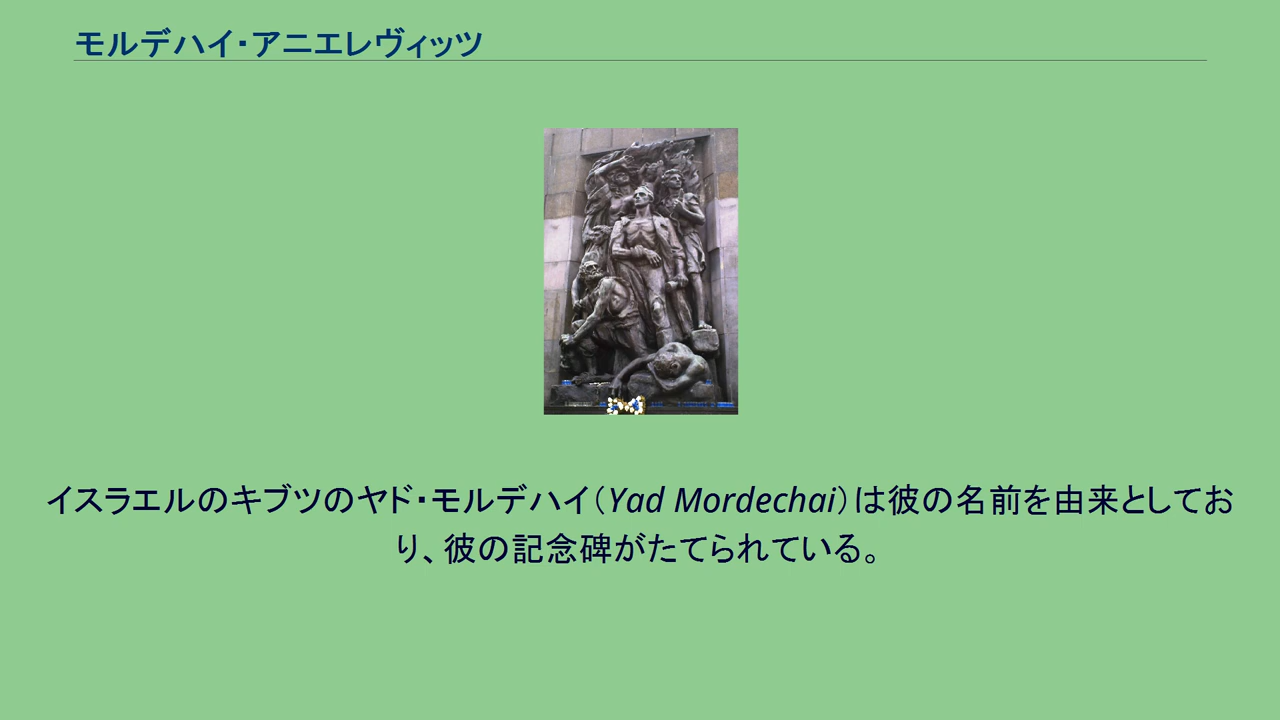 モルデハイ・アニエレヴィッツ
イスラエルのキブツのヤド・モルデハイ（Yad Mordechai）は彼の名前を由来としてお
り、彼の記念碑がたてられている。